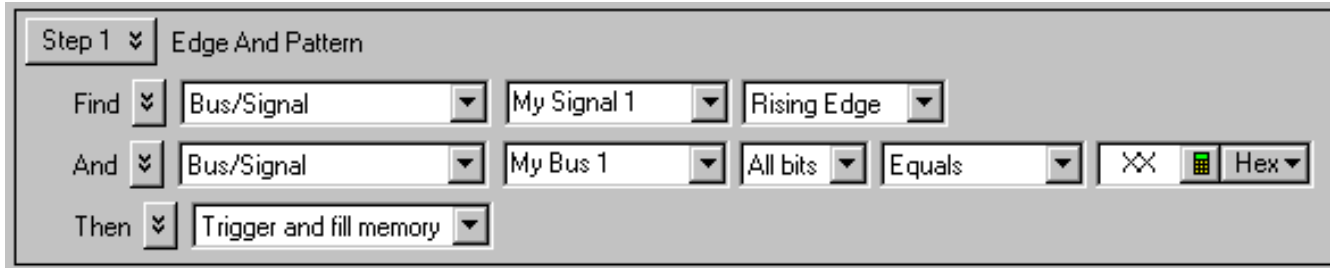 Step 1 Edge And Pattern
Find Bus/Signal My Signal 1 Rising Edge
And Bus/Signal My Bus 1 All bits Equals XX Hex
Then Trigger and fill memory